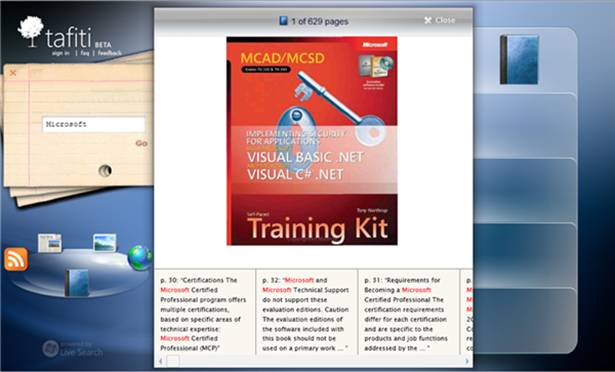 tafiti BETA
sign in | faq | feedback
Microsoft
Go
1 of 629 pages
Close
MCAD/MCSD
Microsoft
IMPLEMENTING SECURITY
FOR APPLICATIONS
VISUAL BASIC .NET
VISUAL C# .NET
Self-Paced
Tony Northrup
Training Kit
p. 30: "Certifications The
Microsoft Certified
Professional program offers
multiple certifications,
based on specific areas of
technical expertise:
Microsoft Certified
Professional (MCP)"
p. 32: "Microsoft and
Microsoft Technical Support
do not support these
evaluation editions. Caution
The evaluation editions of
the software included with
this book should not be
used on a primary work ... "
p. 31: "Requirements for
Becoming a Microsoft
Certified Professional The
certification requirements
differ for each certification
and are specific to the
products and job functions
addressed by the ... "
powered by
Live Search